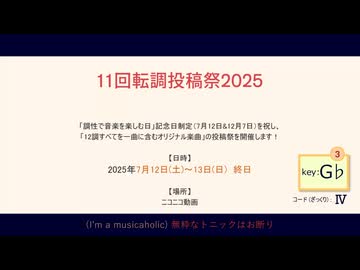 11回転調投稿祭2025
「調性で音楽を楽しむ日」記念日制定（7月12日&12月7日）を祝し、
「12調すべてを一曲に含むオリジナル楽曲」の投稿祭を開催します！
【日時】
2025年7月12日(土)～13日(日) 終日
【場所】
ニコニコ動画
3
key:G♭
コード(ざっくり): Ⅳ
(I'm a musicaholic) 無粋なトニックはお断り